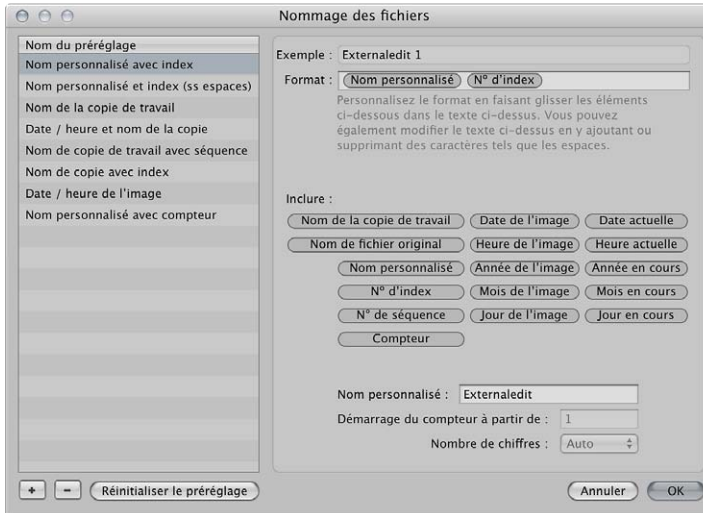 Nommage des fichiers
Nom du préréglage
Nom personnalisé avec index
Nom personnalisé et index (ss espaces)
Nom de la copie de travail
Date / heure et nom de la copie
Nom de copie de travail avec séquence
Nom de copie avec index
Date / heure de l'image
Nom personnalisé avec compteur
Exemple : Externaledit 1
Format : Nom personnalisé N° d'index
Personnalisez le format en faisant glisser les éléments
ci-dessous dans le texte ci-dessus. Vous pouvez
également modifier le texte ci-dessus en y ajoutant ou
supprimant des caractères tels que les espaces.
Inclure :
Nom de la copie de travail Date de l'image Date actuelle
Nom de fichier original Heure de l'image Heure actuelle
Nom personnalisé Année de l'image Année en cours
N° d'index Mois de l'image Mois en cours
N° de séquence Jour de l'image Jour en cours
Compteur
Nom personnalisé : Externaledit
Démarrage du compteur à partir de : 1
Nombre de chiffres : Auto
+ − Réinitialiser le préréglage Annuler OK